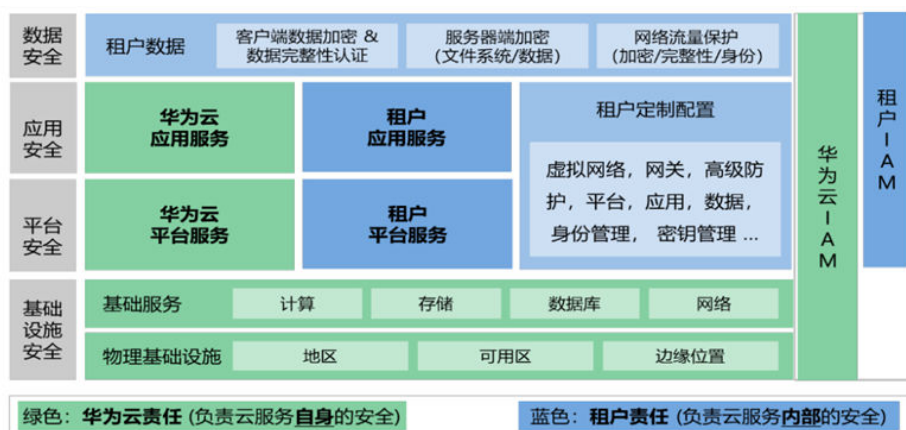 数据
安全
租户数据
客户端数据加密 &
数据完整性认证
服务器端加密
(文件系统/数据)
网络流量保护
(加密/完整性/身份)
应用
安全
华为云
应用服务
租户
应用服务
租户定制配置
虚拟网络，网关，高级防
护，平台，应用，数据，
身份管理，密钥管理 ...
平台
安全
华为云
平台服务
租户
平台服务
基础
设施
安全
基础服务
计算
存储
数据库
网络
物理基础设施
地区
可用区
边缘位置
华为云IAM
租户IAM
绿色：华为云责任 (负责云服务自身的安全)
蓝色：租户责任 (负责云服务内部的安全)